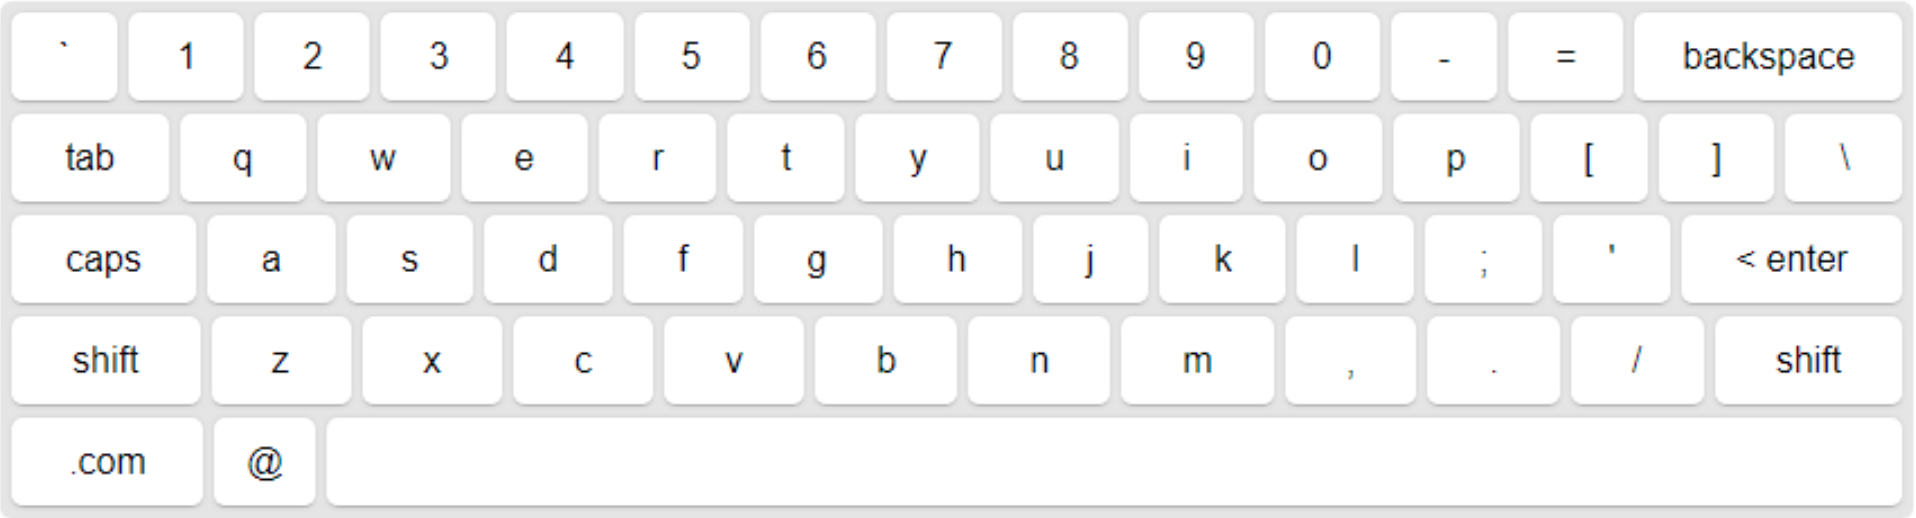 ` 1 2 3 4 5 6 7 8 9 0 - = backspace
tab q w e r t y u i o p [ ] \
caps a s d f g h j k l ; ' < enter
shift z x c v b n m , . / shift
.com @